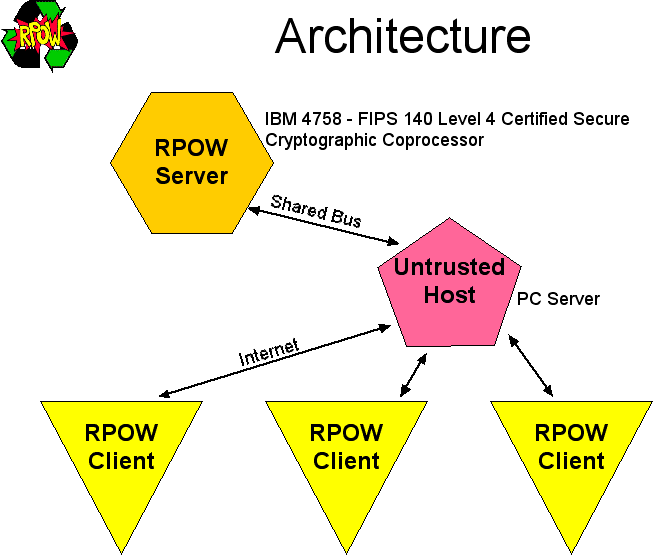 RPOW
Architecture
IBM 4758 - FIPS 140 Level 4 Certified Secure
Cryptographic Coprocessor
RPOW
Server
Shared Bus
Untrusted
Host
PC Server
Internet
RPOW
Client
RPOW
Client
RPOW
Client